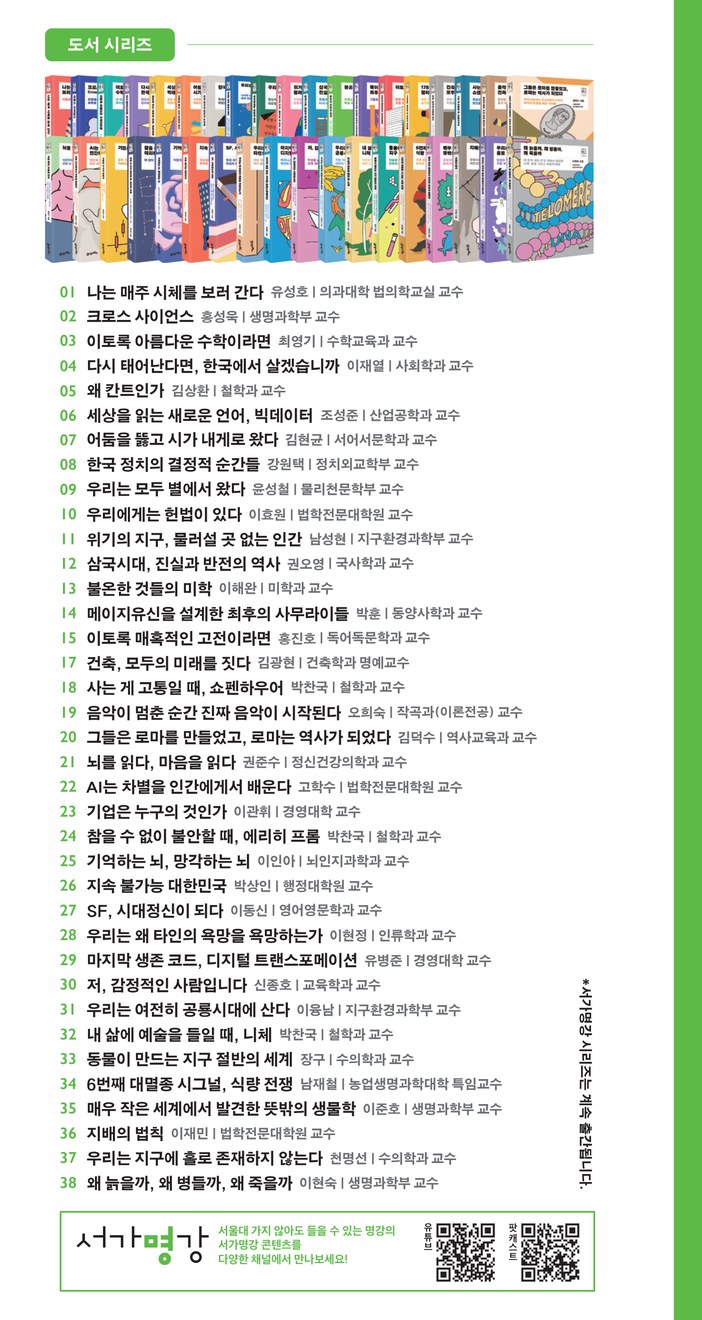 도서 시리즈
그들은 로마를 만들었고,
로마는 역사가 되었다
왜 늙을까, 왜 병들까,
왜 죽을까
TELOMERE
01 나는 매주 시체를 보러 간다 유성호 | 의과대학 법의학교실 교수
02 크로스 사이언스 홍성욱 | 생명과학부 교수
03 이토록 아름다운 수학이라면 최영기 | 수학교육과 교수
04 다시 태어난다면, 한국에서 살겠습니까 이재열 | 사회학과 교수
05 왜 칸트인가 김상환 | 철학과 교수
06 세상을 읽는 새로운 언어, 빅데이터 조성준 | 산업공학과 교수
07 어둠을 뚫고 시가 내게로 왔다 김현균 | 서어서문학과 교수
08 한국 정치의 결정적 순간들 강원택 | 정치외교학부 교수
09 우리는 모두 별에서 왔다 윤성철 | 물리천문학부 교수
10 우리에게는 헌법이 있다 이효원 | 법학전문대학원 교수
11 위기의 지구, 물러설 곳 없는 인간 남성현 | 지구환경과학부 교수
12 삼국시대, 진실과 반전의 역사 권오영 | 국사학과 교수
13 불온한 것들의 미학 이해완 | 미학과 교수
14 메이지유신을 설계한 최후의 사무라이들 박훈 | 동양사학과 교수
15 이토록 매혹적인 고전이라면 홍진호 | 독어독문학과 교수
17 건축, 모두의 미래를 짓다 김광현 | 건축학과 명예교수
18 사는 게 고통일 때, 쇼펜하우어 박찬국 | 철학과 교수
19 음악이 멈춘 순간 진짜 음악이 시작된다 오희숙 | 작곡과(이론전공) 교수
20 그들은 로마를 만들었고, 로마는 역사가 되었다 김덕수 | 역사교육과 교수
21 뇌를 읽다, 마음을 읽다 권준수 | 정신건강의학과 교수
22 AI는 차별을 인간에게서 배운다 고학수 | 법학전문대학원 교수
23 기업은 누구의 것인가 이관휘 | 경영대학 교수
24 참을 수 없이 불안할 때, 에리히 프롬 박찬국 | 철학과 교수
25 기억하는 뇌, 망각하는 뇌 이인아 | 뇌인지과학과 교수
26 지속 불가능 대한민국 박상인 | 행정대학원 교수
27 SF, 시대정신이 되다 이동신 | 영어영문학과 교수
28 우리는 왜 타인의 욕망을 욕망하는가 이현정 | 인류학과 교수
29 마지막 생존 코드, 디지털 트랜스포메이션 유병준 | 경영대학 교수
30 저, 감정적인 사람입니다 신종호 | 교육학과 교수
31 우리는 여전히 공룡시대에 산다 이융남 | 지구환경과학부 교수
32 내 삶에 예술을 들일 때, 니체 박찬국 | 철학과 교수
33 동물이 만드는 지구 절반의 세계 장구 | 수의학과 교수
34 6번째 대멸종 시그널, 식량 전쟁 남재철 | 농업생명과학대학 특임교수
35 매우 작은 세계에서 발견한 뜻밖의 생물학 이준호 | 생명과학부 교수
36 지배의 법칙 이재민 | 법학전문대학원 교수
37 우리는 지구에 홀로 존재하지 않는다 천명선 | 수의학과 교수
38 왜 늙을까, 왜 병들까, 왜 죽을까 이현숙 | 생명과학부 교수
*서가명강 시리즈는 계속 출간됩니다.
서가명강
서울대 가지 않아도 들을 수 있는 명강의
서가명강 콘텐츠를
다양한 채널에서 만나보세요!
유튜브
팟캐스트